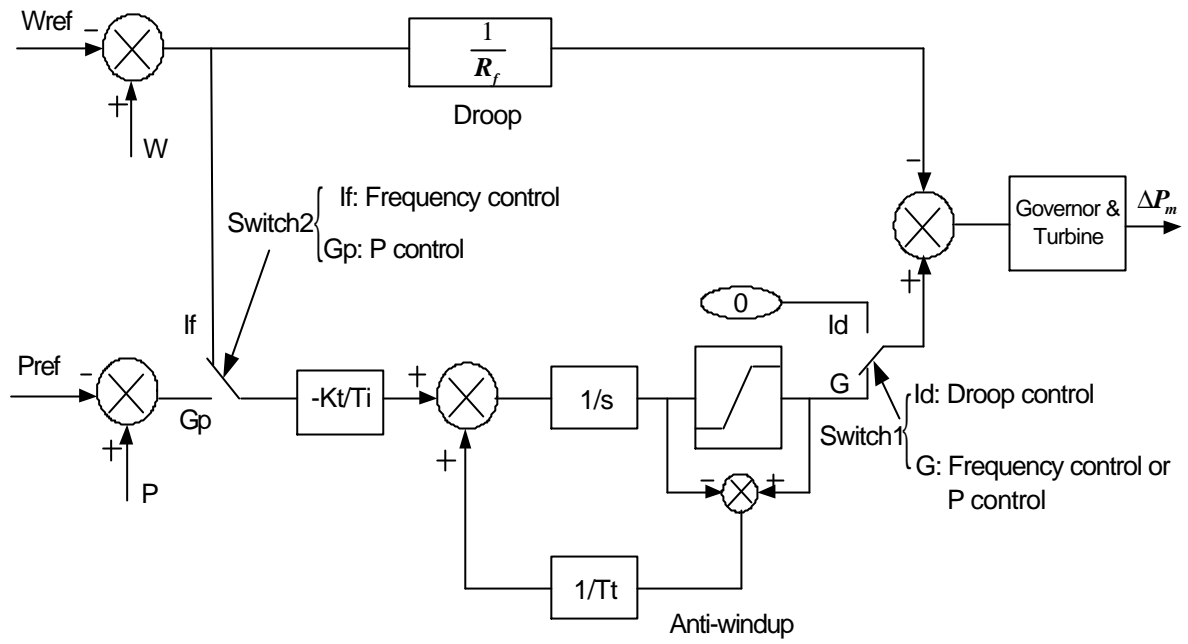 Wref
−
+
W
1
R_f
Droop
Switch2{
If: Frequency control
Gp: P control
−
+
Governor &
Turbine
ΔP_m
0
Id
If
Pref
−
+
P
Gp
-Kt/Ti
+
+
1/s
G
Switch1{
Id: Droop control
G: Frequency control or
P control
−
+
1/Tt
Anti-windup